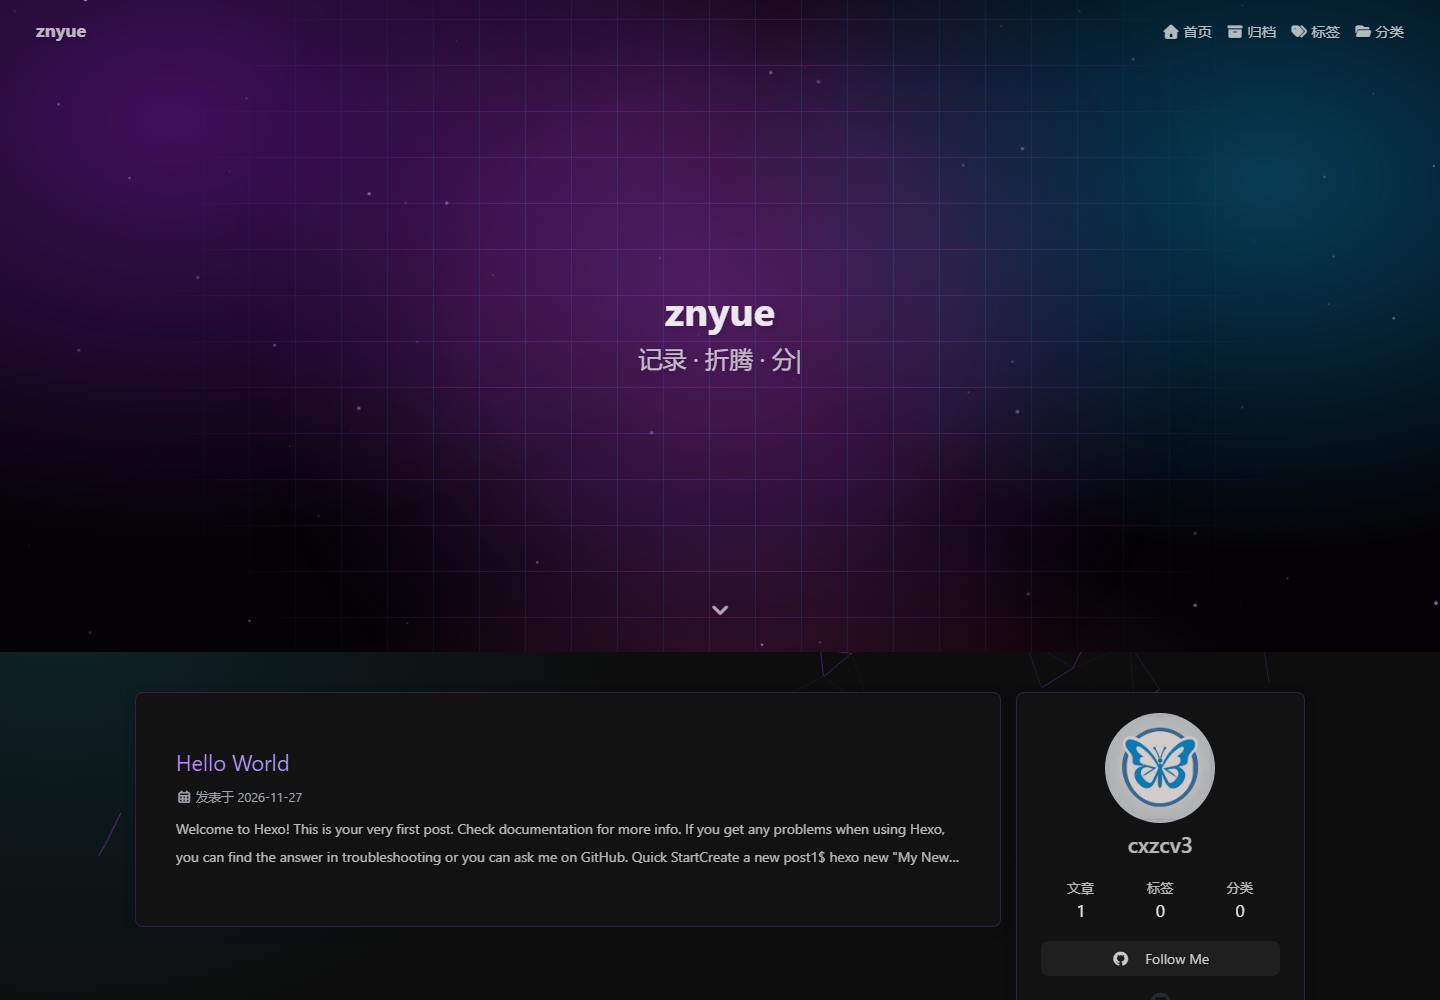 znyue
首页 归档 标签 分类
znyue
记录 · 折腾 · 分|
Hello World
发表于 2026-11-27
Welcome to Hexo! This is your very first post. Check documentation for more info. If you get any problems when using Hexo,
you can find the answer in troubleshooting or you can ask me on GitHub. Quick StartCreate a new post1$ hexo new "My New...
cxzcv3
文章 标签 分类
1 0 0
Follow Me